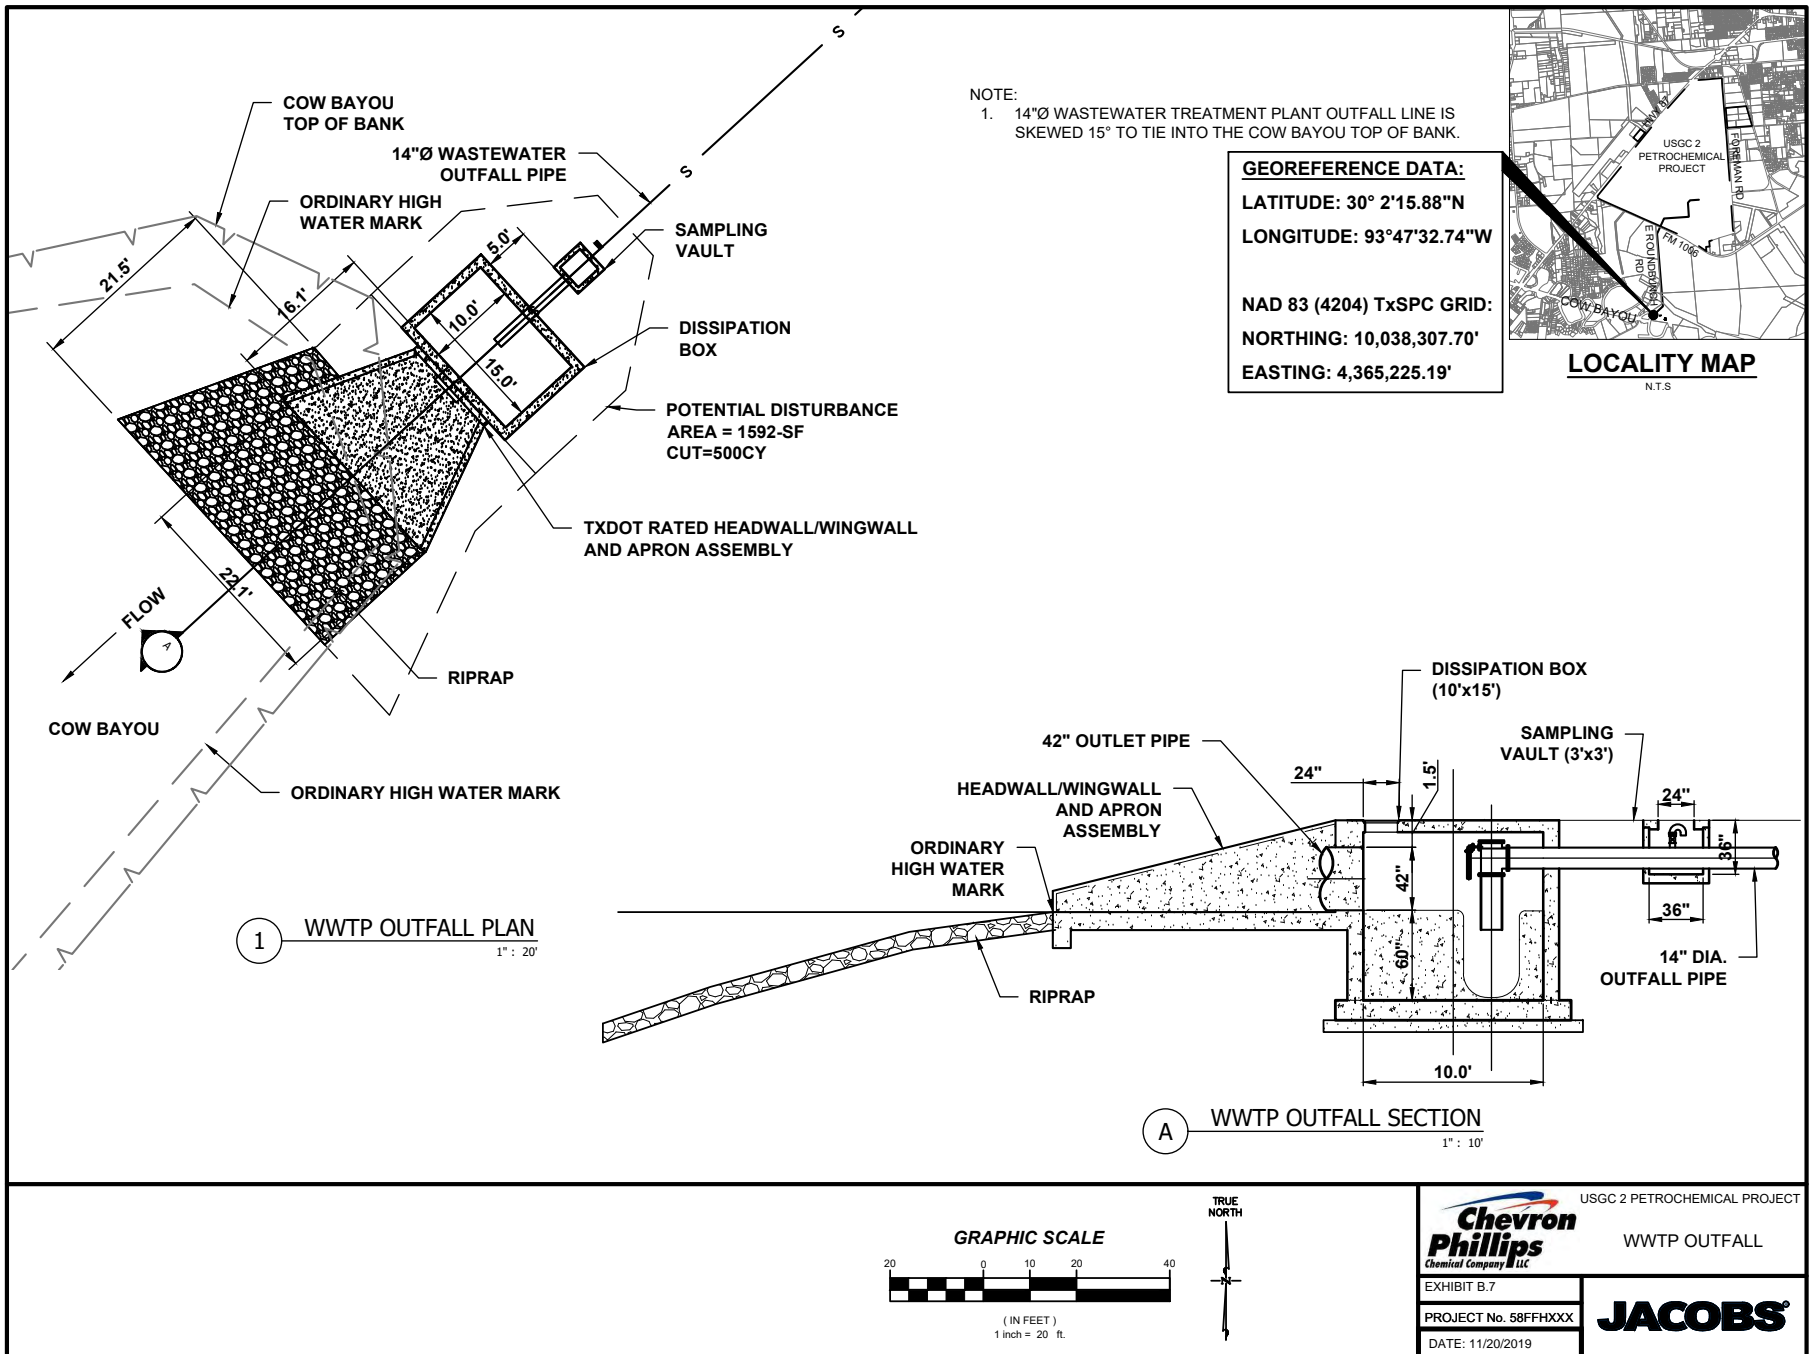 S
S
COW BAYOU
TOP OF BANK
14"Ø WASTEWATER
OUTFALL PIPE
ORDINARY HIGH
WATER MARK
SAMPLING
VAULT
5.0'
21.5'
16.1'
10.0'
15.0'
DISSIPATION
BOX
POTENTIAL DISTURBANCE
AREA = 1592-SF
CUT=500CY
TXDOT RATED HEADWALL/WINGWALL
AND APRON ASSEMBLY
22.1'
FLOW
A
RIPRAP
COW BAYOU
ORDINARY HIGH WATER MARK
1
WWTP OUTFALL PLAN
1" : 20'
NOTE:
1. 14"Ø WASTEWATER TREATMENT PLANT OUTFALL LINE IS
SKEWED 15° TO TIE INTO THE COW BAYOU TOP OF BANK.
GEOREFERENCE DATA:
LATITUDE: 30° 2'15.88"N
LONGITUDE: 93°47'32.74"W
NAD 83 (4204) TxSPC GRID:
NORTHING: 10,038,307.70'
EASTING: 4,365,225.19'
HWY 87
USGC 2
PETROCHEMICAL
PROJECT
FOREMAN RD
FM 1006
E ROUNDBUNCH
RD
COW BAYOU
LOCALITY MAP
N.T.S
DISSIPATION BOX
(10'x15')
42" OUTLET PIPE
SAMPLING
VAULT (3'x3')
24"
1.5'
24"
HEADWALL/WINGWALL
AND APRON
ASSEMBLY
ORDINARY
HIGH WATER
MARK
42"
36"
36"
60"
14" DIA.
OUTFALL PIPE
RIPRAP
10.0'
A
WWTP OUTFALL SECTION
1" : 10'
GRAPHIC SCALE
20 0 10 20 40
( IN FEET )
1 inch = 20 ft.
TRUE
NORTH
N
Chevron
Phillips
Chemical Company LLC
USGC 2 PETROCHEMICAL PROJECT
WWTP OUTFALL
EXHIBIT B.7
PROJECT No. 58FFHXXX
DATE: 11/20/2019
JACOBS